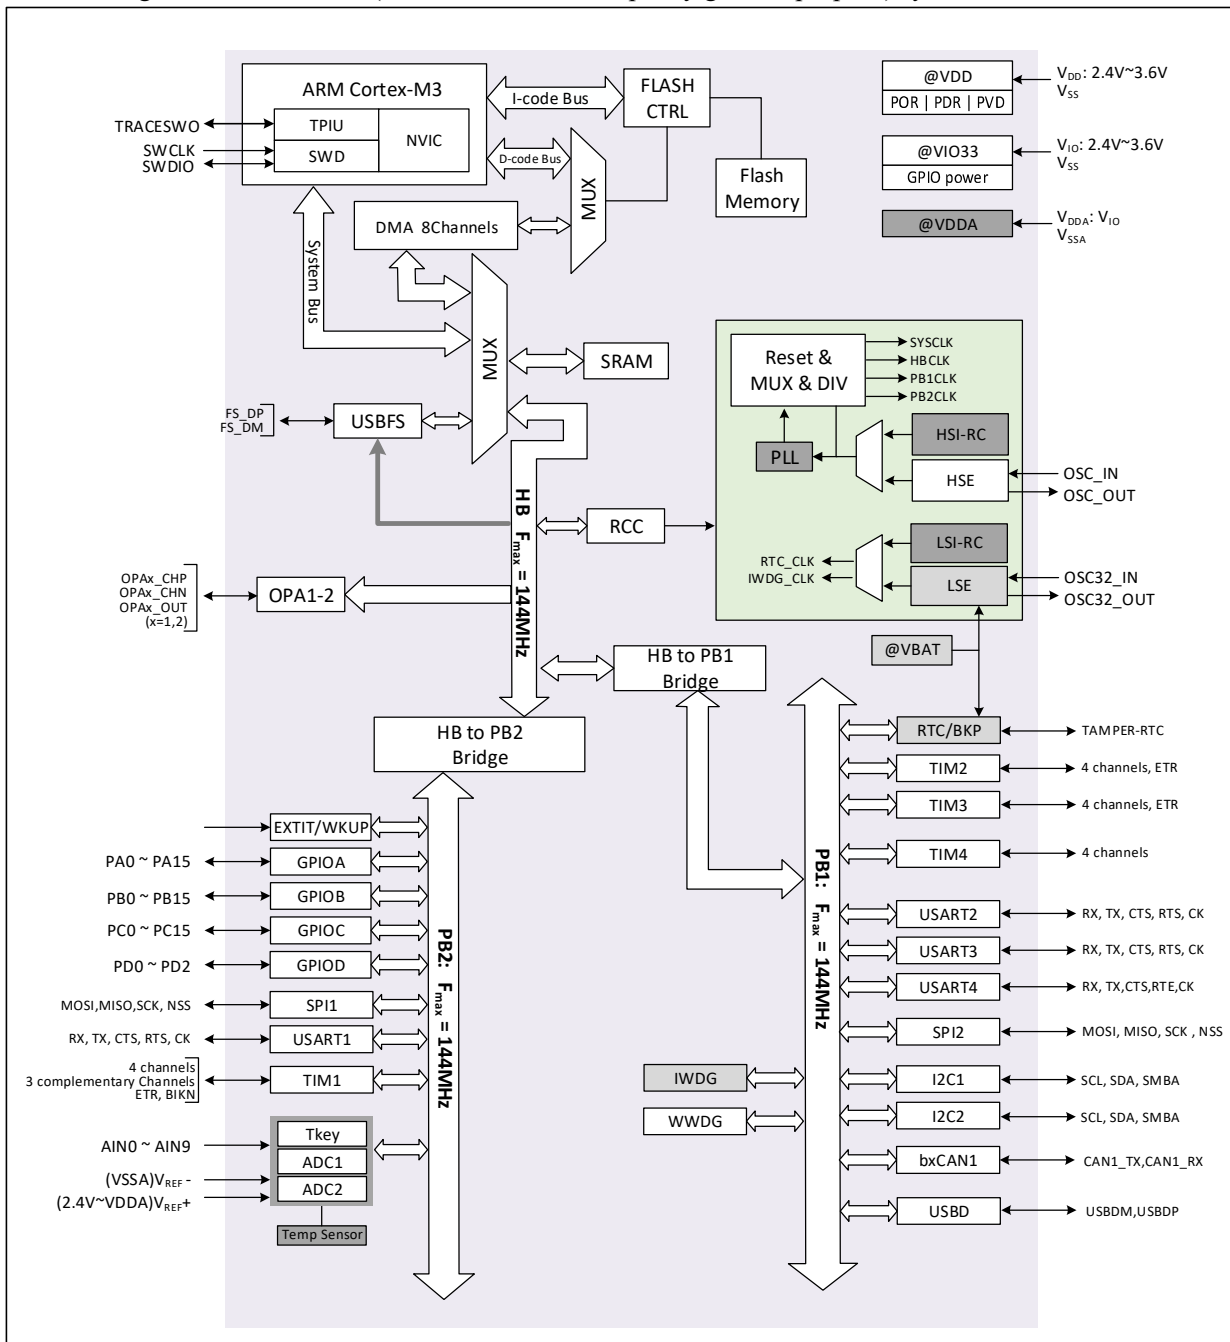 ARM Cortex-M3
TPIU
SWD
NVIC
TRACESWO
SWCLK
SWDIO
I-code Bus
D-code Bus
FLASH
CTRL
MUX
Flash
Memory
@VDD
POR | PDR | PVD
VDD: 2.4V~3.6V
VSS
@VIO33
GPIO power
VIO: 2.4V~3.6V
VSS
@VDDA
VDDA: VIO
VSSA
DMA 8Channels
System Bus
MUX
SRAM
FS_DP
FS_DM
USBFS
Reset &
MUX & DIV
SYSCLK
HBCLK
PB1CLK
PB2CLK
PLL
HSI-RC
HSE
OSC_IN
OSC_OUT
HB Fmax = 144MHz
RCC
RTC_CLK
IWDG_CLK
LSI-RC
LSE
OSC32_IN
OSC32_OUT
OPAx_CHP
OPAx_CHN
OPAx_OUT
(x=1,2)
OPA1-2
@VBAT
HB to PB1
Bridge
HB to PB2
Bridge
RTC/BKP
TAMPER-RTC
TIM2
4 channels, ETR
TIM3
4 channels, ETR
TIM4
4 channels
PB1: Fmax = 144MHz
USART2
RX, TX, CTS, RTS, CK
USART3
RX, TX, CTS, RTS, CK
USART4
RX, TX,CTS,RTE,CK
SPI2
MOSI, MISO, SCK , NSS
IWDG
WWDG
I2C1
SCL, SDA, SMBA
I2C2
SCL, SDA, SMBA
bxCAN1
CAN1_TX,CAN1_RX
USBD
USBDM,USBDP
EXTIT/WKUP
PA0 ~ PA15
GPIOA
PB0 ~ PB15
GPIOB
PC0 ~ PC15
GPIOC
PD0 ~ PD2
GPIOD
PB2: Fmax = 144MHz
MOSI,MISO,SCK, NSS
SPI1
RX, TX, CTS, RTS, CK
USART1
4 channels
3 complementary Channels
ETR, BIKN
TIM1
AIN0 ~ AIN9
Tkey
ADC1
ADC2
(VSSA)VREF -
(2.4V~VDDA)VREF+
Temp Sensor